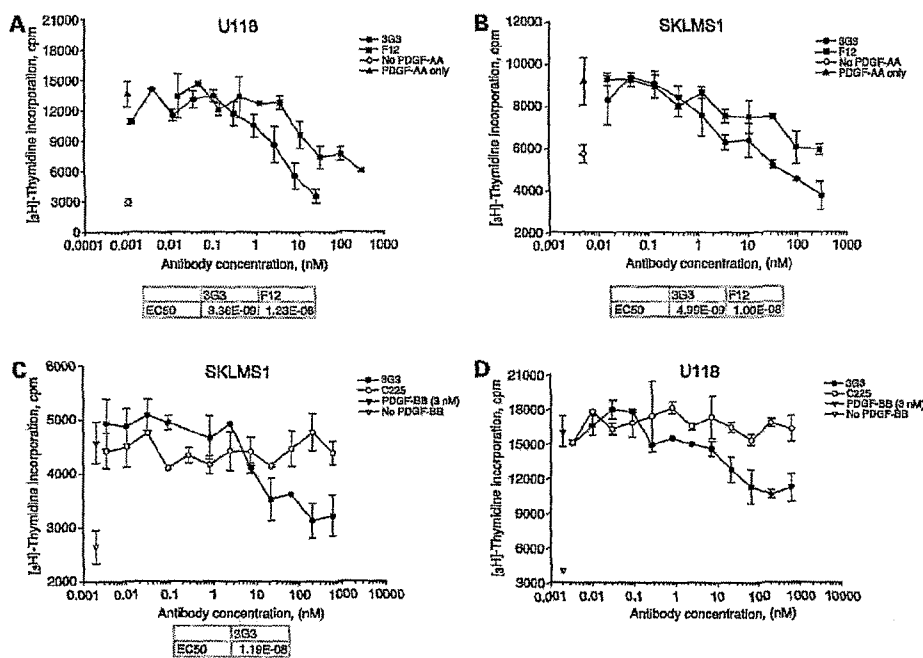 A
U118
21000
18000
15000
12000
9000
6000
3000
0
[3H]-Thymidine incorporation, cpm
0.0001 0.001 0.01 0.1 1 10 100 1000
Antibody concentration, (nM)
3G3
F12
No PDGF-AA
PDGF-AA only
3G3 F12
EC50 3.36E-09 1.23E-08
B
SKLMS1
12000
10000
8000
6000
4000
2000
[3H]-Thymidine incorporation, cpm
0.001 0.01 0.1 1 10 100 1000
Antibody concentration, (nM)
3G3
F12
No PDGF-AA
PDGF-AA only
3G3 F12
EC50 4.99E-09 1.00E-08
C
SKLMS1
6000
5000
4000
3000
2000
[3H]-Thymidine incorporation, cpm
0.001 0.01 0.1 1 10 100 1000 10000
Antibody concentration, (nM)
3G3
C225
PDGF-BB (3 nM)
No PDGF-BB
3G3
EC50 1.19E-08
D
U118
21000
18000
15000
12000
9000
6000
3000
[3H]-Thymidine incorporation, cpm
0.001 0.01 0.1 1 10 100 1000 10000
Antibody concentration, (nM)
3G3
C225
PDGF-BB (3 nM)
No PDGF-BB